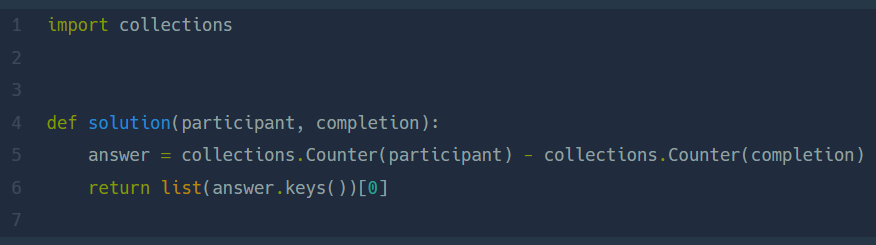 1 import collections
2
3
4 def solution(participant, completion):
5     answer = collections.Counter(participant) - collections.Counter(completion)
6     return list(answer.keys())[0]
7